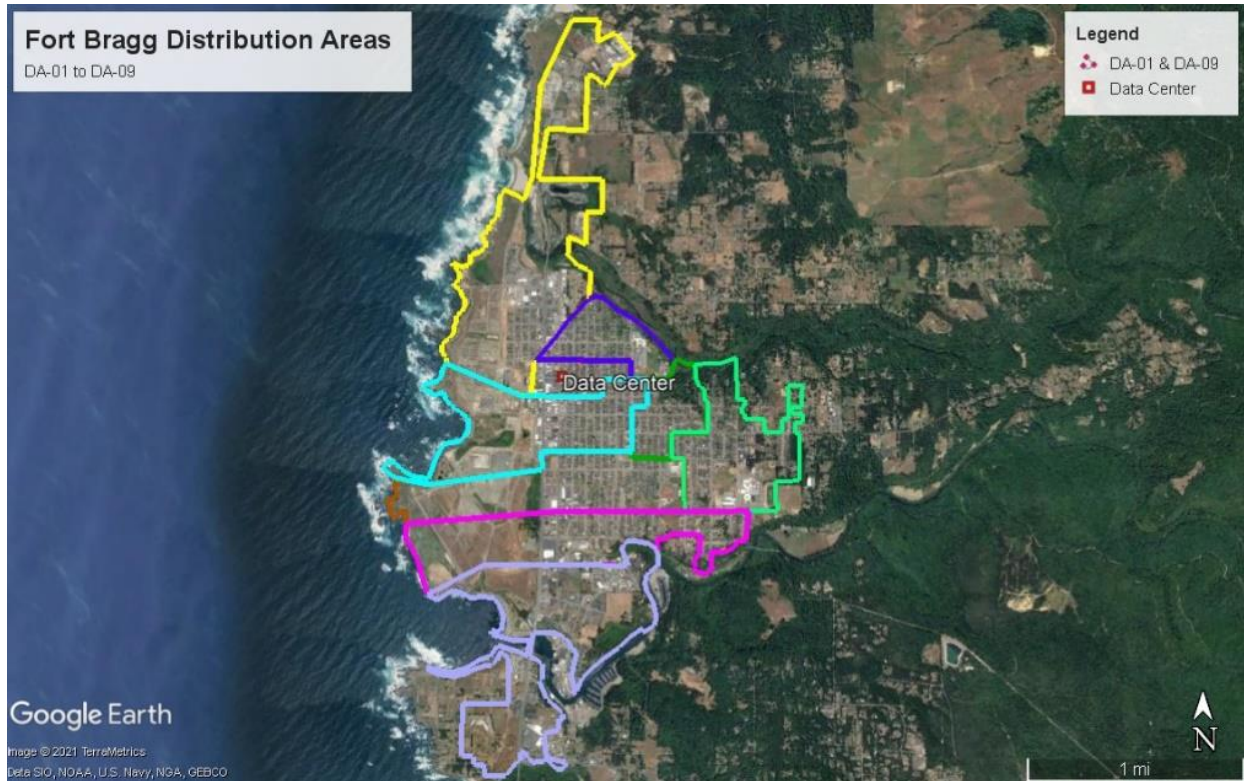 Fort Bragg Distribution Areas
DA-01 to DA-09
Legend
DA-01 & DA-09
Data Center
Data Center
Google Earth
Image © 2021 TerraMetrics
Data SIO, NOAA, U.S. Navy, NGA, GEBCO
N
1 mi